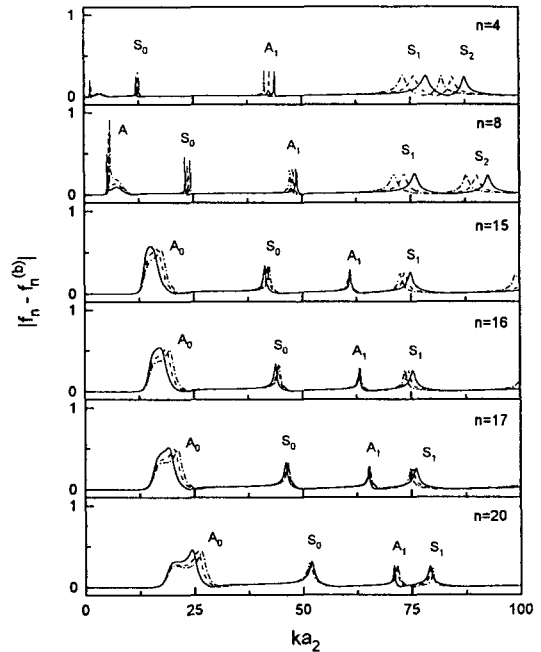 1
n=4
S₀
A₁
S₁
S₂
0
1
n=8
A
S₀
A₁
S₁
S₂
0
1
n=15
A₀
S₀
A₁
S₁
0
|fₙ - fₙ⁽ᵇ⁾|
1
n=16
A₀
S₀
A₁
S₁
0
1
n=17
A₀
S₀
A₁
S₁
0
1
n=20
A₀
S₀
A₁
S₁
0
0 25 50 75 100
ka₂